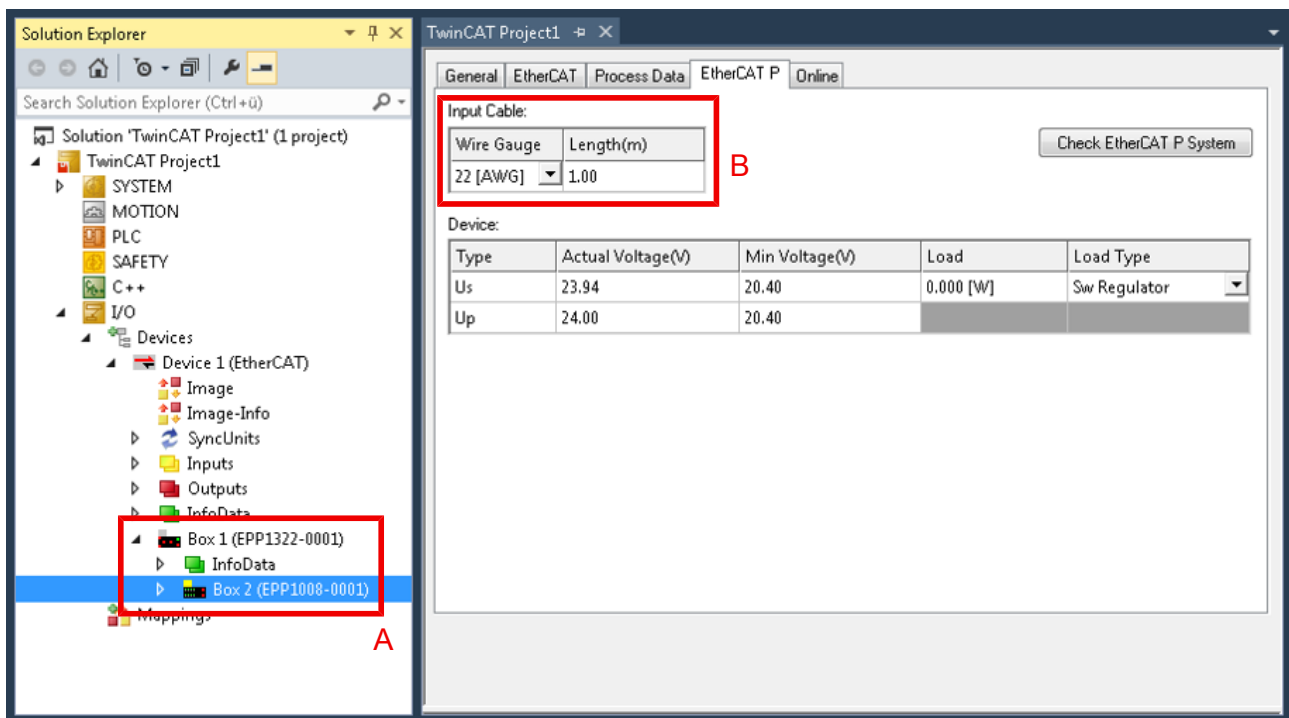 Solution Explorer
Search Solution Explorer (Ctrl+ü)
Solution 'TwinCAT Project1' (1 project)
TwinCAT Project1
SYSTEM
MOTION
PLC
SAFETY
C++
I/O
Devices
Device 1 (EtherCAT)
Image
Image-Info
SyncUnits
Inputs
Outputs
InfoData
Box 1 (EPP1322-0001)
InfoData
Box 2 (EPP1008-0001)
Mappings
A
TwinCAT Project1
General EtherCAT Process Data EtherCAT P Online
Input Cable:
Wire Gauge Length(m)
22 [AWG] 1.00
B
Check EtherCAT P System
Device:
Type Actual Voltage(V) Min Voltage(V) Load Load Type
Us 23.94 20.40 0.000 [W] Sw Regulator
Up 24.00 20.40